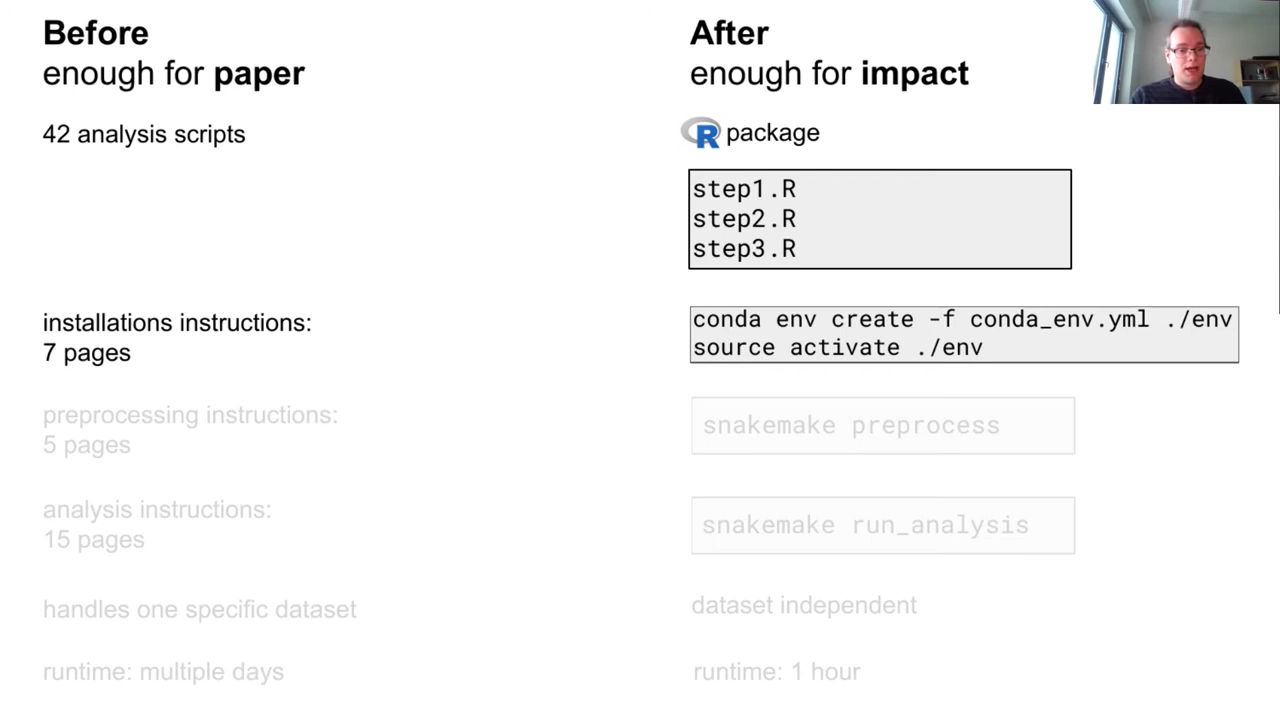 Before
enough for paper
42 analysis scripts
installations instructions:
7 pages
preprocessing instructions:
5 pages
analysis instructions:
15 pages
handles one specific dataset
runtime: multiple days
After
enough for impact
R package
step1.R
step2.R
step3.R
conda env create -f conda_env.yml ./env
source activate ./env
snakemake preprocess
snakemake run_analysis
dataset independent
runtime: 1 hour